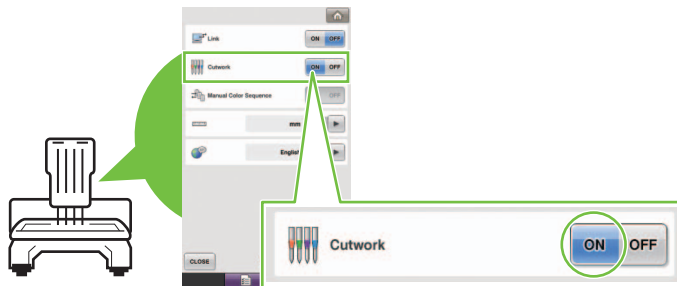 Link ON OFF
Cutwork ON OFF
Manual Color Sequence OFF
mm
English
CLOSE
Cutwork ON OFF